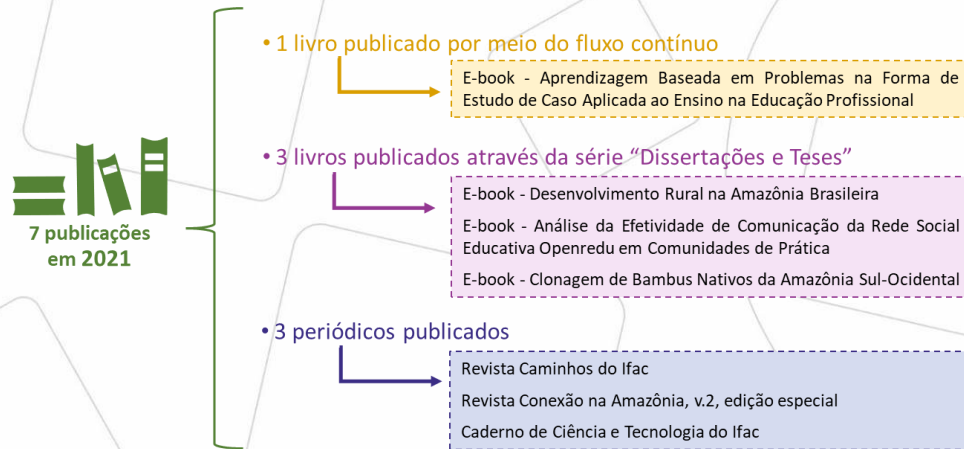 7 publicações
em 2021
• 1 livro publicado por meio do fluxo contínuo
E-book - Aprendizagem Baseada em Problemas na Forma de
Estudo de Caso Aplicada ao Ensino na Educação Profissional
• 3 livros publicados através da série “Dissertações e Teses”
E-book - Desenvolvimento Rural na Amazônia Brasileira
E-book - Análise da Efetividade de Comunicação da Rede Social
Educativa Openredu em Comunidades de Prática
E-book - Clonagem de Bambus Nativos da Amazônia Sul-Ocidental
• 3 periódicos publicados
Revista Caminhos do Ifac
Revista Conexão na Amazônia, v.2, edição especial
Caderno de Ciência e Tecnologia do Ifac